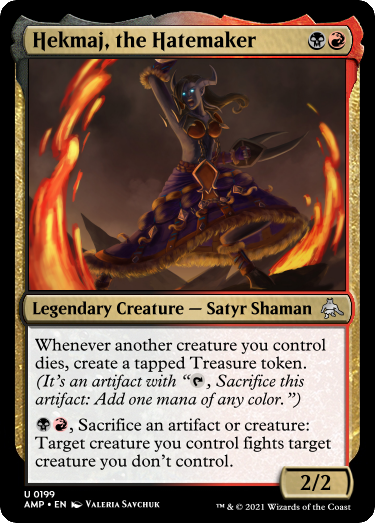 Hekmaj, the Hatemaker
Legendary Creature — Satyr Shaman
Whenever another creature you control
dies, create a tapped Treasure token.
(It's an artifact with “, Sacrifice this
artifact: Add one mana of any color.”)
, Sacrifice an artifact or creature:
Target creature you control fights target
creature you don't control.
2/2
U 0199
AMP • EN Valeria Savchuk
™ & © 2021 Wizards of the Coast